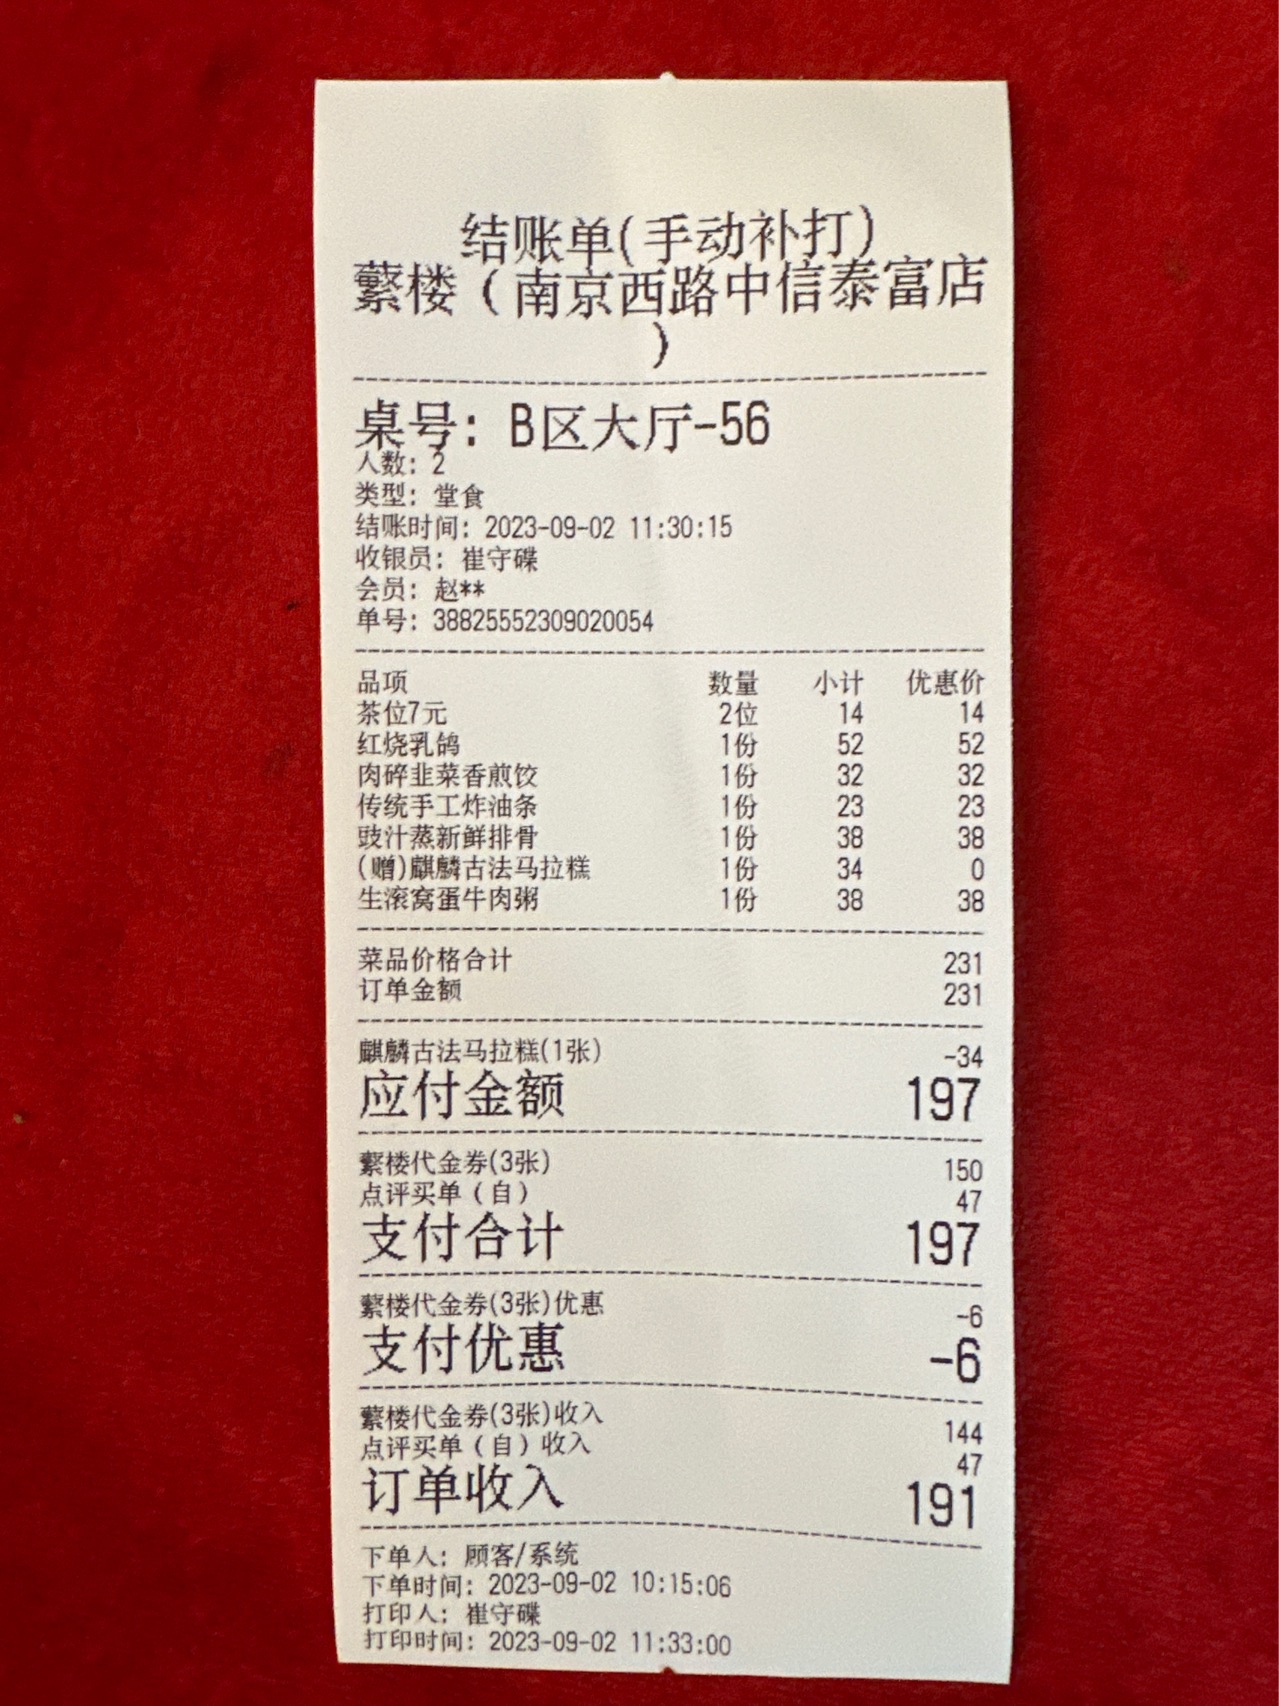 结账单(手动补打)
蘩楼（南京西路中信泰富店
）
桌号: B区大厅-56
人数: 2
类型: 堂食
结账时间: 2023-09-02 11:30:15
收银员: 崔守碟
会员: 赵**
单号: 38825552309020054
品项 数量 小计 优惠价
茶位7元 2位 14 14
红烧乳鸽 1份 52 52
肉碎韭菜香煎饺 1份 32 32
传统手工炸油条 1份 23 23
豉汁蒸新鲜排骨 1份 38 38
(赠)麒麟古法马拉糕 1份 34 0
生滚窝蛋牛肉粥 1份 38 38
菜品价格合计 231
订单金额 231
麒麟古法马拉糕(1张) -34
应付金额 197
蘩楼代金券(3张) 150
点评买单（自） 47
支付合计 197
蘩楼代金券(3张)优惠 -6
支付优惠 -6
蘩楼代金券(3张)收入 144
点评买单（自）收入 47
订单收入 191
下单人: 顾客/系统
下单时间: 2023-09-02 10:15:06
打印人: 崔守碟
打印时间: 2023-09-02 11:33:00